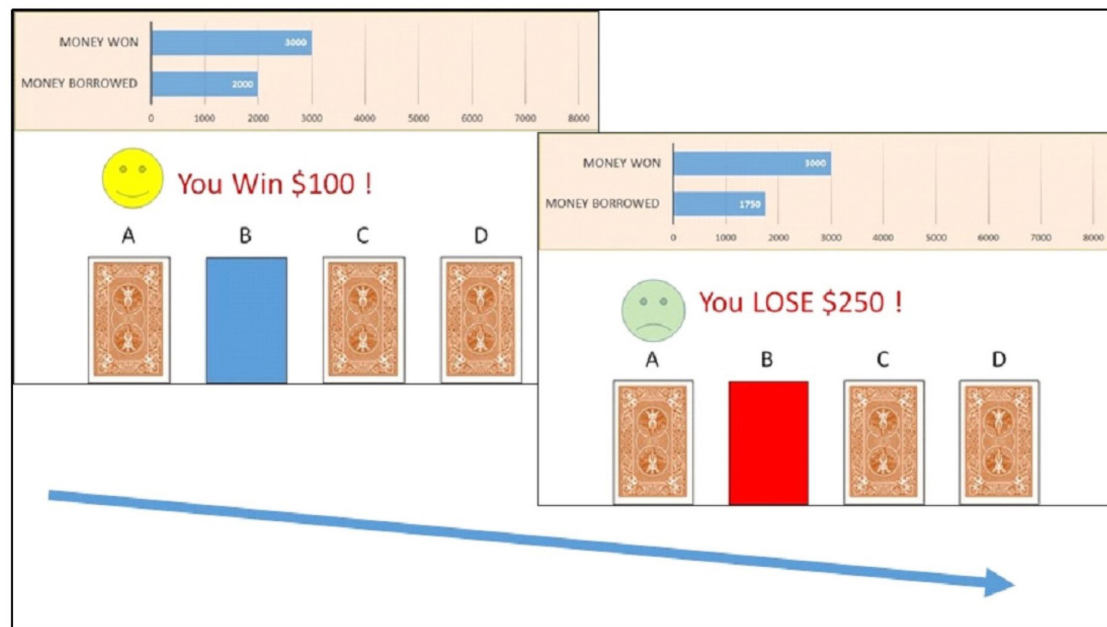 MONEY WON 3000
MONEY BORROWED 2000
0 1000 2000 3000 4000 5000 6000 7000 8000
You Win $100 !
A B C D
MONEY WON 3000
MONEY BORROWED 1750
0 1000 2000 3000 4000 5000 6000 7000 8000
You LOSE $250 !
A B C D